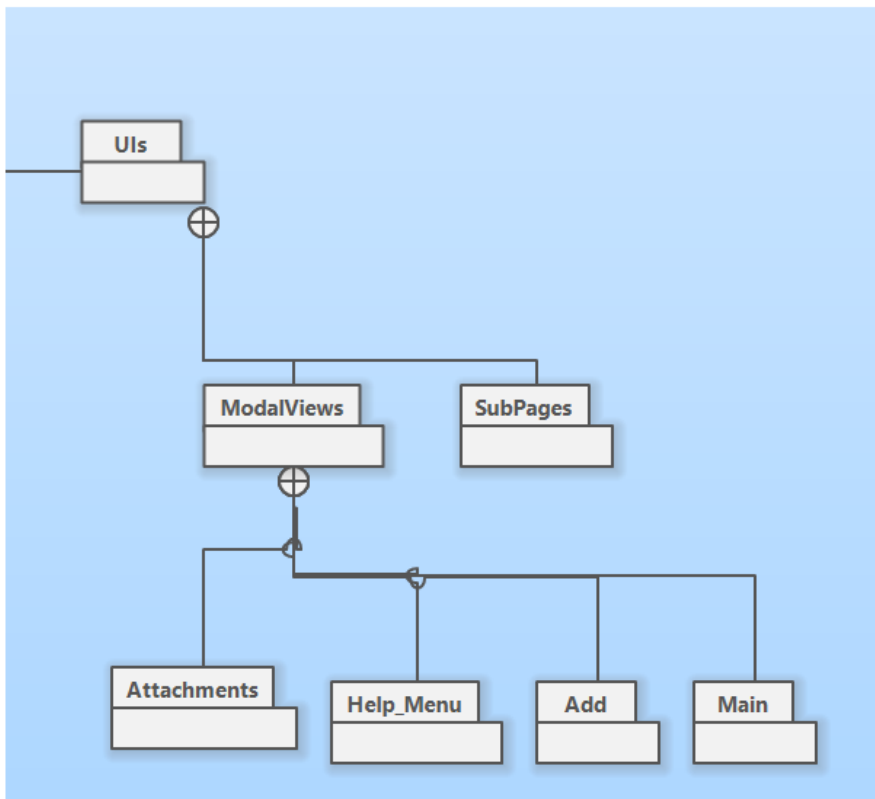 UIs
ModalViews
SubPages
Attachments
Help_Menu
Add
Main